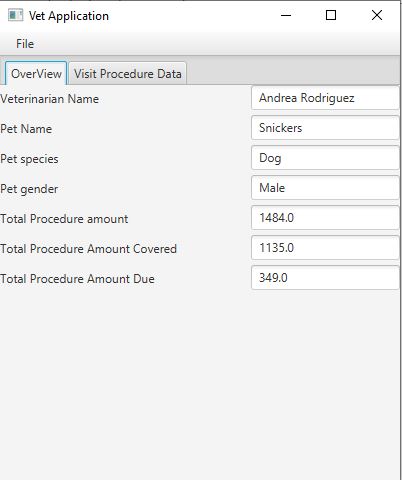 Vet Application
File
OverView Visit Procedure Data
Veterinarian Name Andrea Rodriguez
Pet Name Snickers
Pet species Dog
Pet gender Male
Total Procedure amount 1484.0
Total Procedure Amount Covered 1135.0
Total Procedure Amount Due 349.0